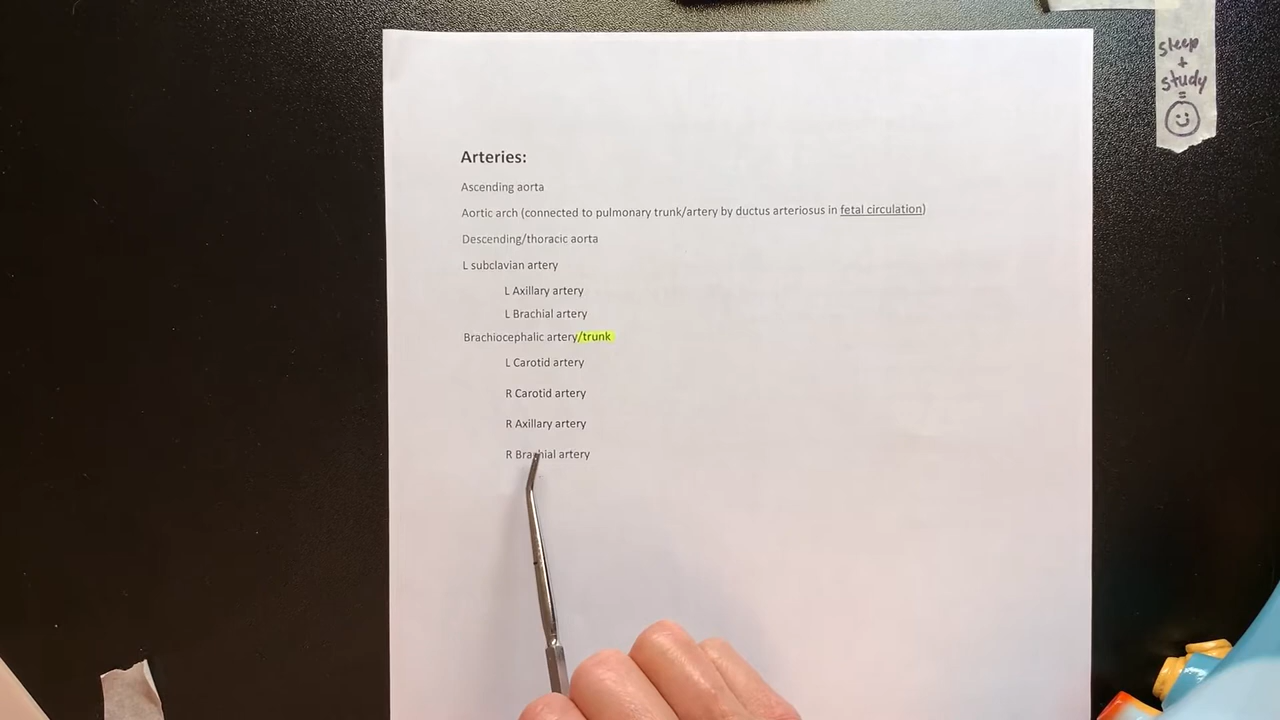 sleep
+
study
=
Arteries:
Ascending aorta
Aortic arch (connected to pulmonary trunk/artery by ductus arteriosus in fetal circulation)
Descending/thoracic aorta
L subclavian artery
L Axillary artery
L Brachial artery
Brachiocephalic artery/trunk
L Carotid artery
R Carotid artery
R Axillary artery
R Brachial artery